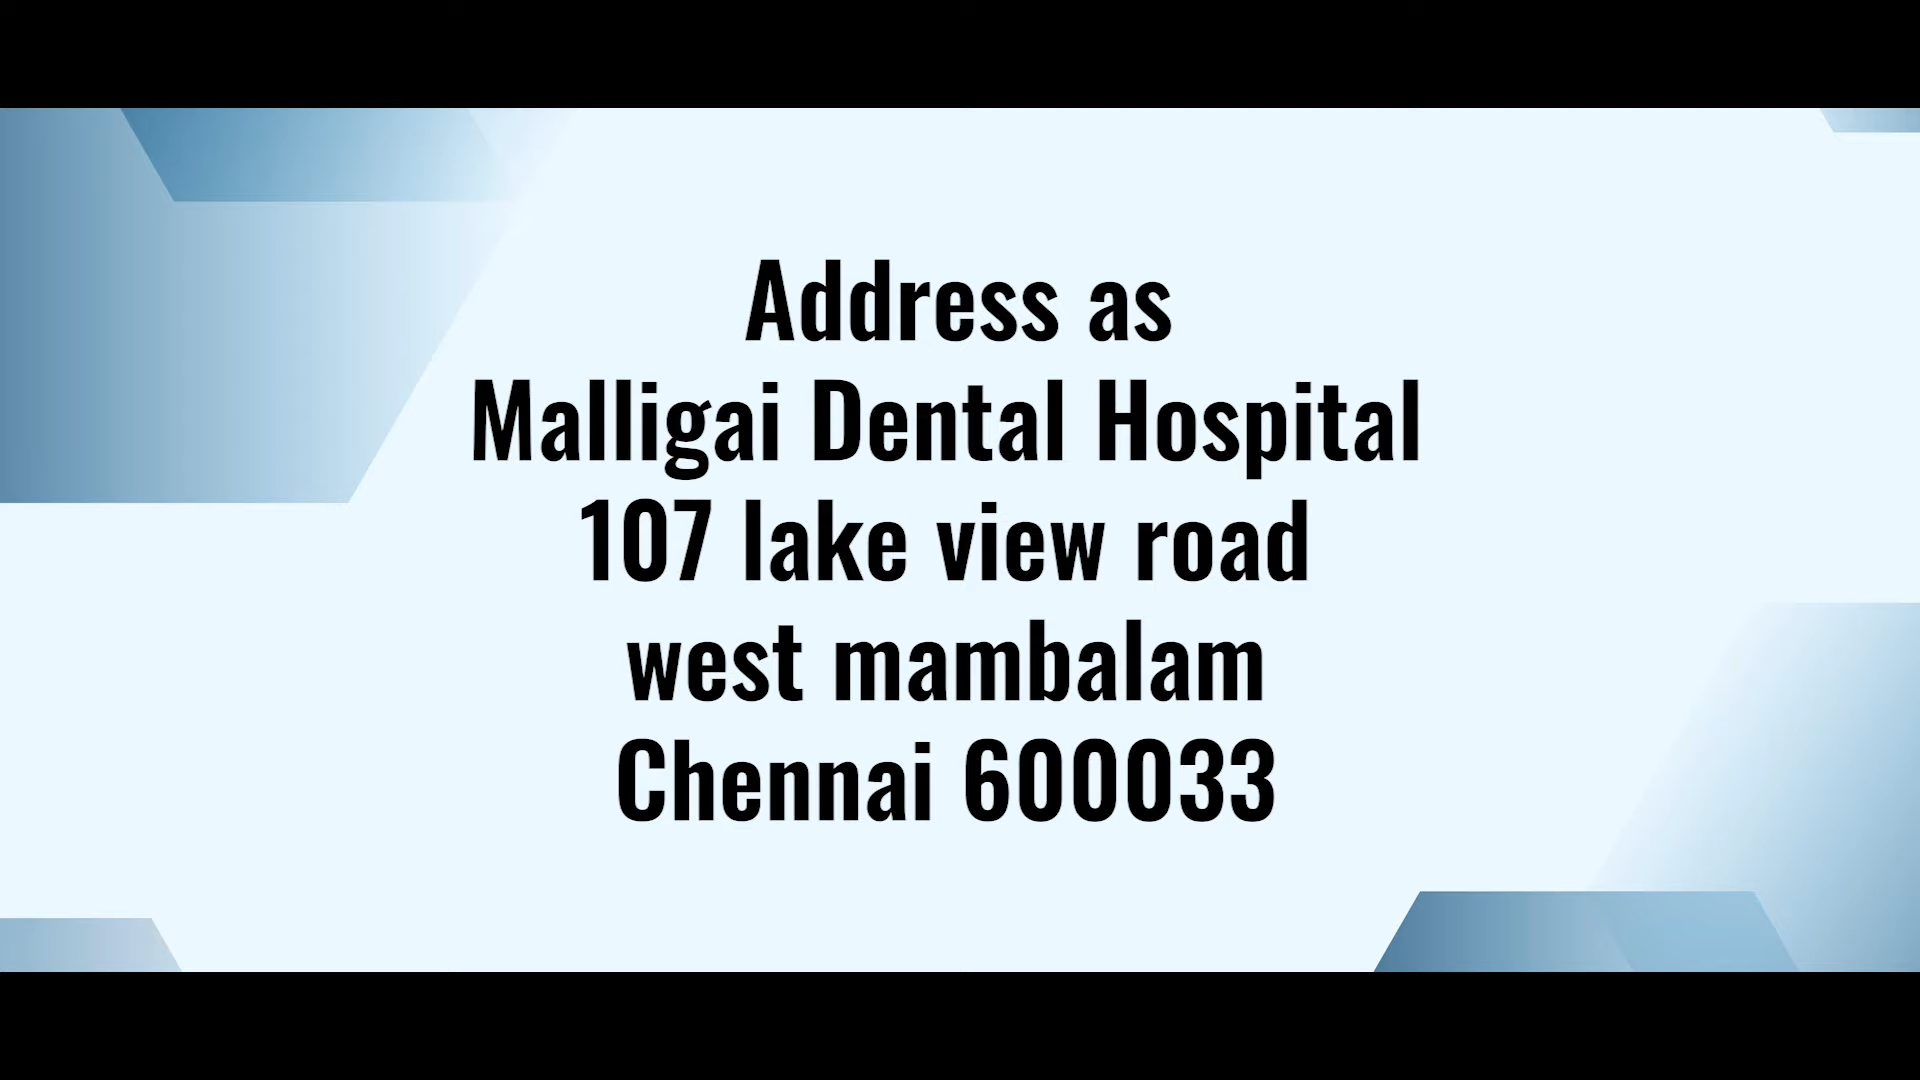 Address as
Malligai Dental Hospital
107 lake view road
west mambalam
Chennai 600033